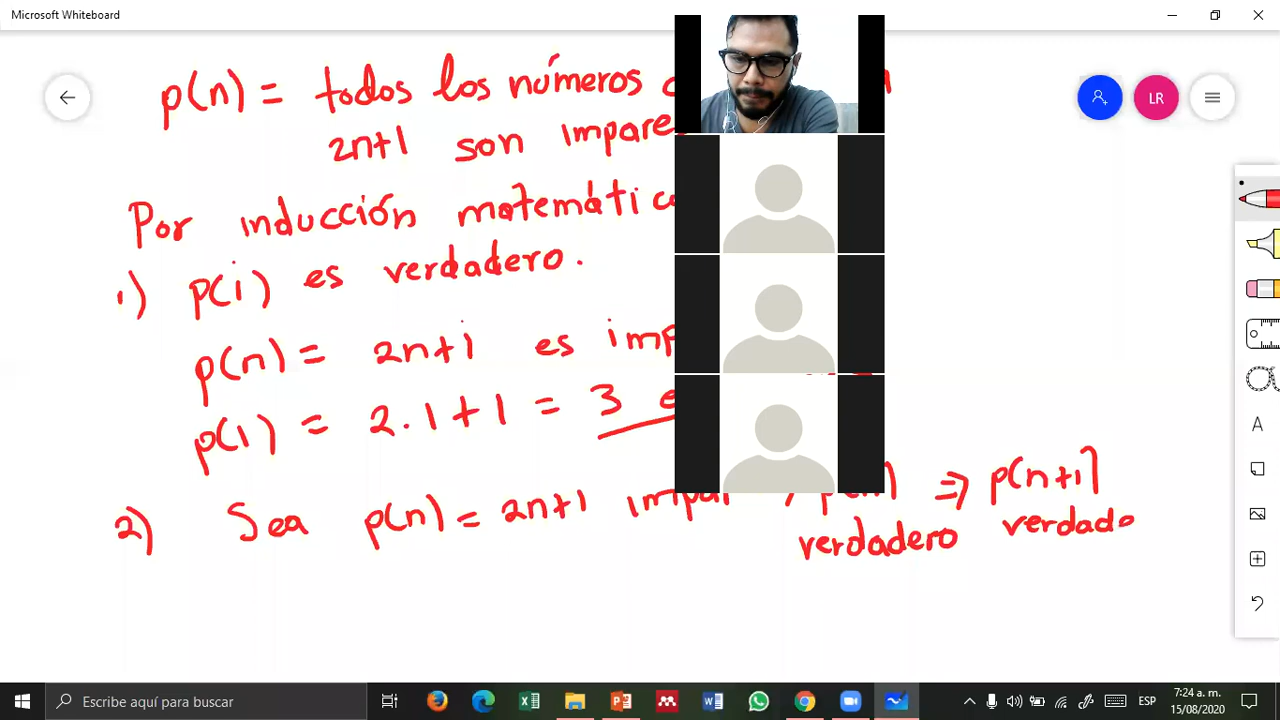 Microsoft Whiteboard
p(n) = todos los números
2n+1 son impare
Por inducción matemátic
1) p(1) es verdadero.
p(n) = 2n+1 es imp
p(1) = 2.1+1 = 3 e
2) Sea p(n) = 2n+1 impar, p(n) ⇒ p(n+1)
verdadero verdado
LR
Escribe aquí para buscar
ESP
7:24 a. m.
15/08/2020